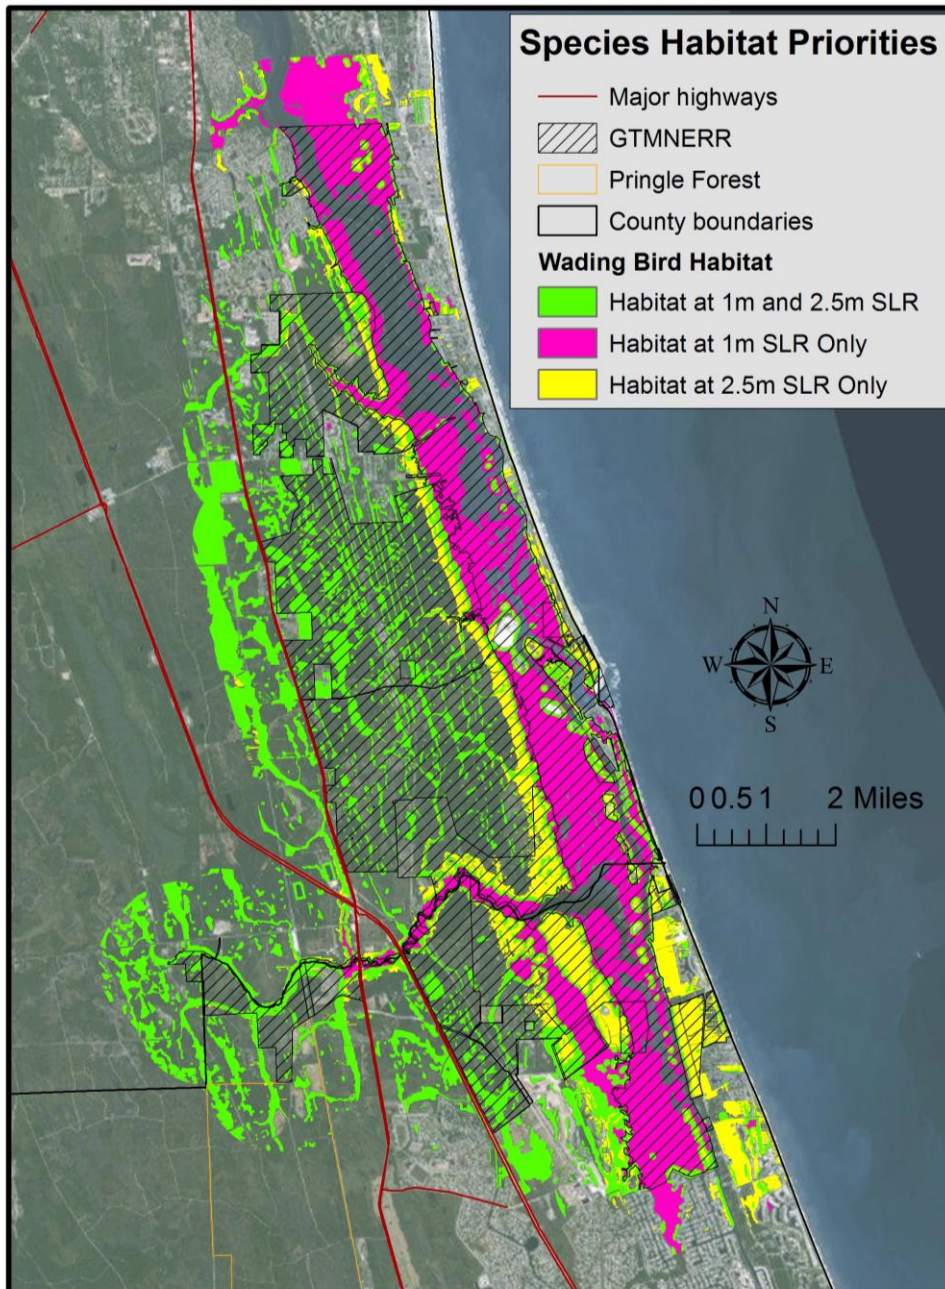 Species Habitat Priorities
Major highways
GTMNERR
Pringle Forest
County boundaries
Wading Bird Habitat
Habitat at 1m and 2.5m SLR
Habitat at 1m SLR Only
Habitat at 2.5m SLR Only
N
W E
S
0 0.5 1 2 Miles